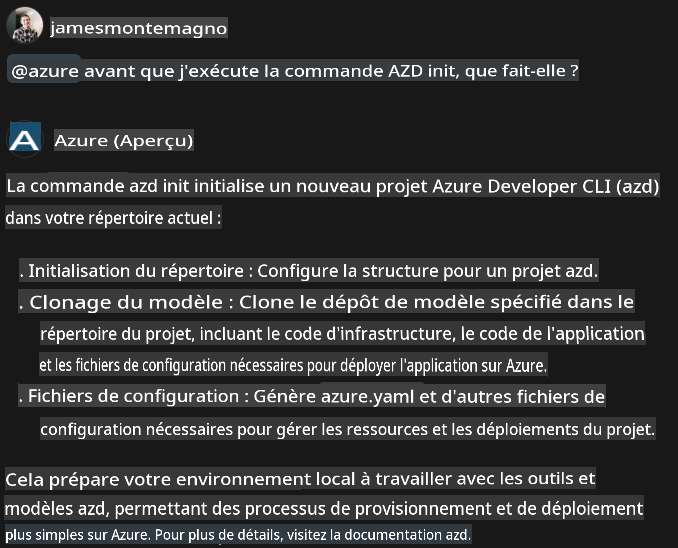 jamesmontemagno
@azure avant que j'exécute la commande AZD init, que fait-elle ?
Azure (Aperçu)
La commande azd init initialise un nouveau projet Azure Developer CLI (azd)
dans votre répertoire actuel :
. Initialisation du répertoire : Configure la structure pour un projet azd.
. Clonage du modèle : Clone le dépôt de modèle spécifié dans le
répertoire du projet, incluant le code d'infrastructure, le code de l'application
et les fichiers de configuration nécessaires pour déployer l'application sur Azure.
. Fichiers de configuration : Génère azure.yaml et d'autres fichiers de
configuration nécessaires pour gérer les ressources et les déploiements du projet.
Cela prépare votre environnement local à travailler avec les outils et
modèles azd, permettant des processus de provisionnement et de déploiement
plus simples sur Azure. Pour plus de détails, visitez la documentation azd.